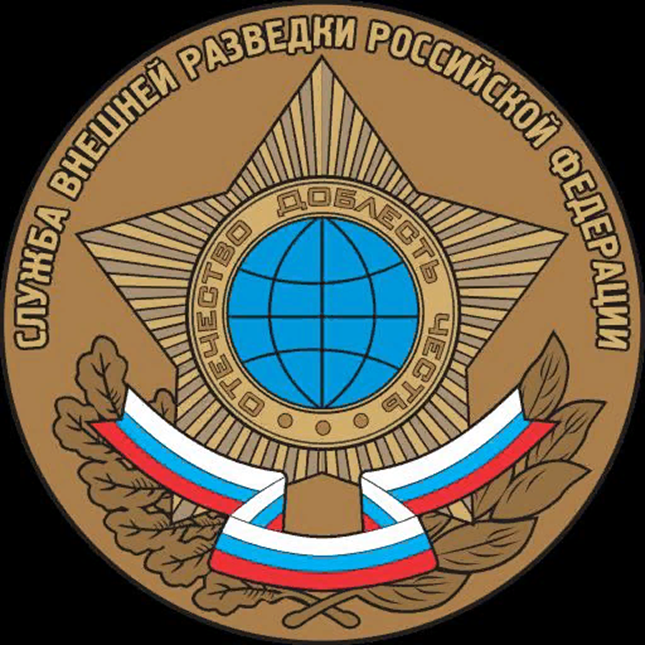 СЛУЖБА ВНЕШНЕЙ РАЗВЕДКИ РОССИЙСКОЙ ФЕДЕРАЦИИ
ОТЕЧЕСТВО ДОБЛЕСТЬ ЧЕСТЬ